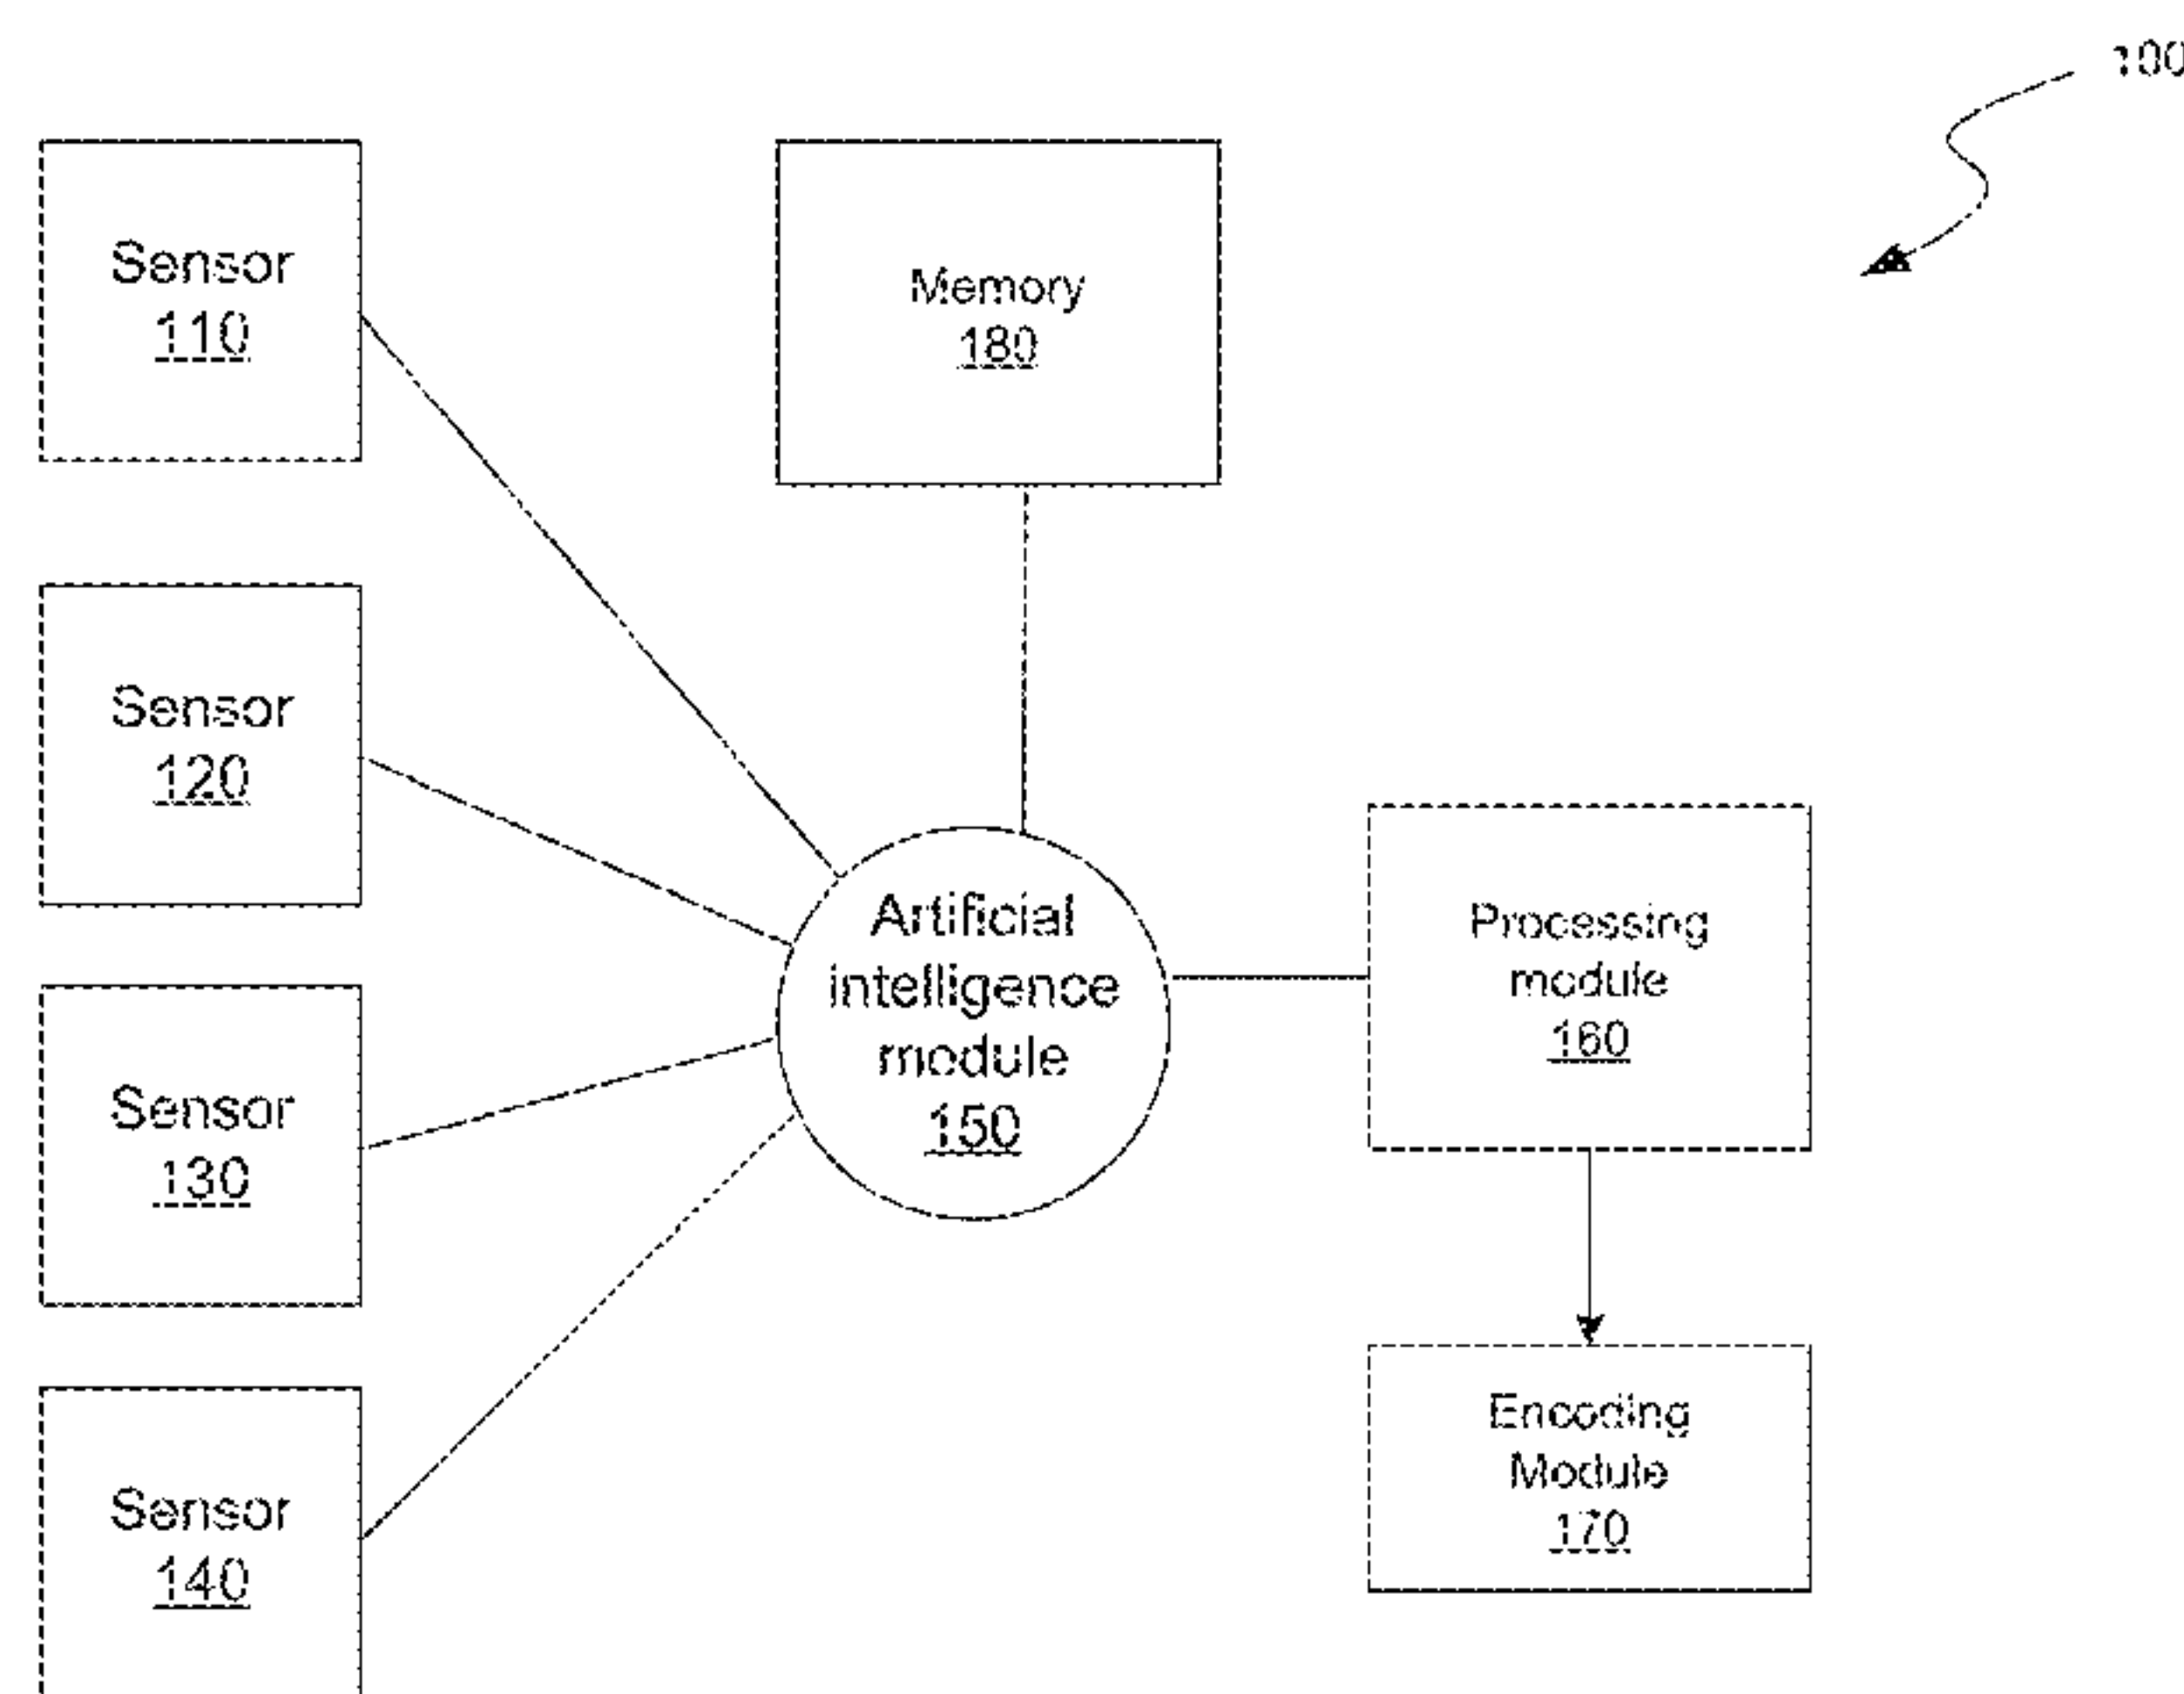 100
Sensor
110
Memory
180
Sensor
120
Artificial
intelligence
module
150
Processing
module
160
Sensor
130
Encoding
Module
170
Sensor
140